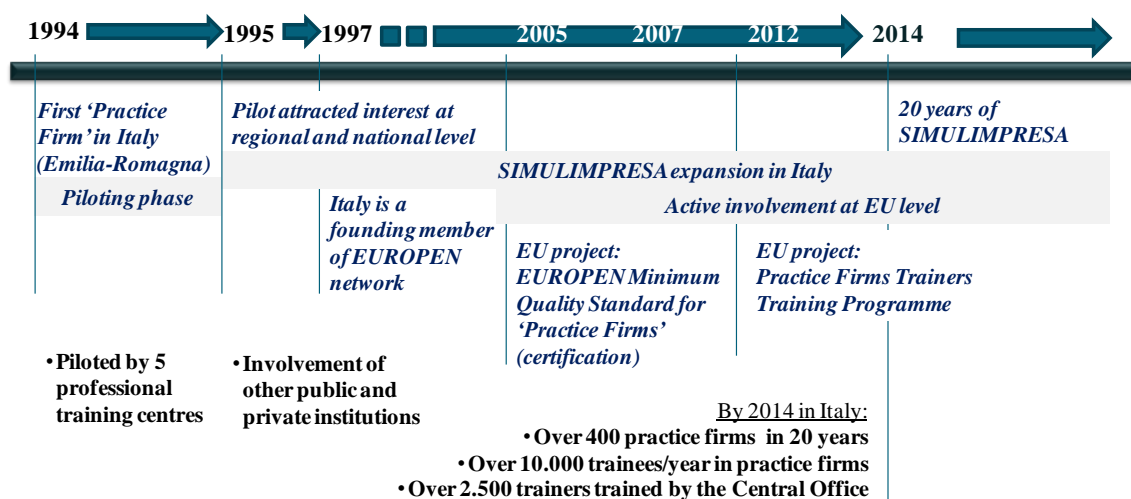 1994
1995
1997
2005
2007
2012
2014
First ‘Practice
Firm’ in Italy
(Emilia-Romagna)
Pilot attracted interest at
regional and national level
20 years of
SIMULIMPRESA
SIMULIMPRESA expansion in Italy
Piloting phase
Active involvement at EU level
Italy is a
founding member
of EUROPEN
network
EU project:
EUROPEN Minimum
Quality Standard for
‘Practice Firms’
(certification)
EU project:
Practice Firms Trainers
Training Programme
•Piloted by 5
professional
training centres
•Involvement of
other public and
private institutions
By 2014 in Italy:
•Over 400 practice firms in 20 years
•Over 10.000 trainees/year in practice firms
•Over 2.500 trainers trained by the Central Office